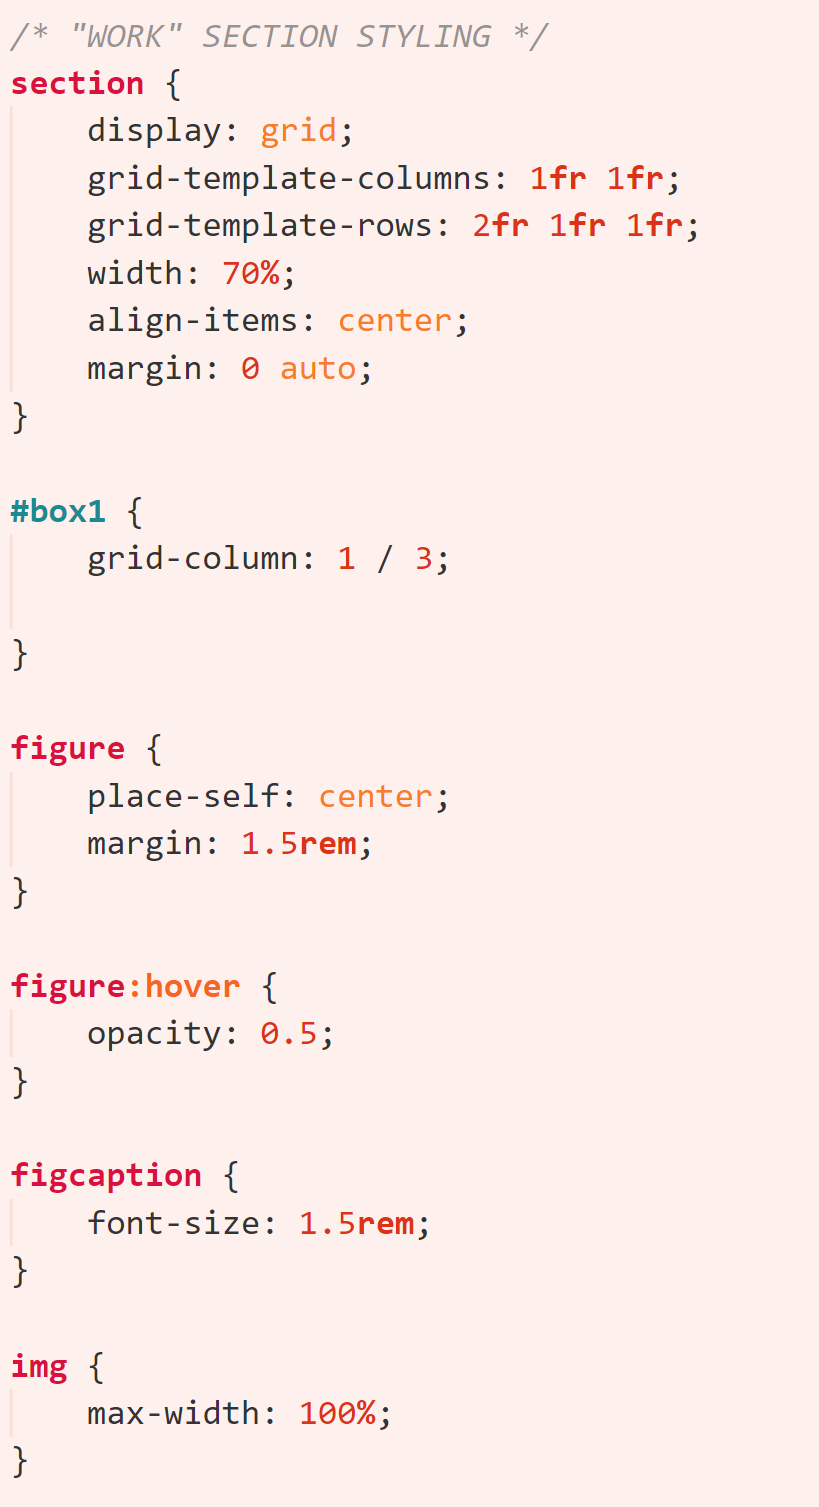 /* "WORK" SECTION STYLING */
section {
    display: grid;
    grid-template-columns: 1fr 1fr;
    grid-template-rows: 2fr 1fr 1fr;
    width: 70%;
    align-items: center;
    margin: 0 auto;
}

#box1 {
    grid-column: 1 / 3;

}

figure {
    place-self: center;
    margin: 1.5rem;
}

figure:hover {
    opacity: 0.5;
}

figcaption {
    font-size: 1.5rem;
}

img {
    max-width: 100%;
}